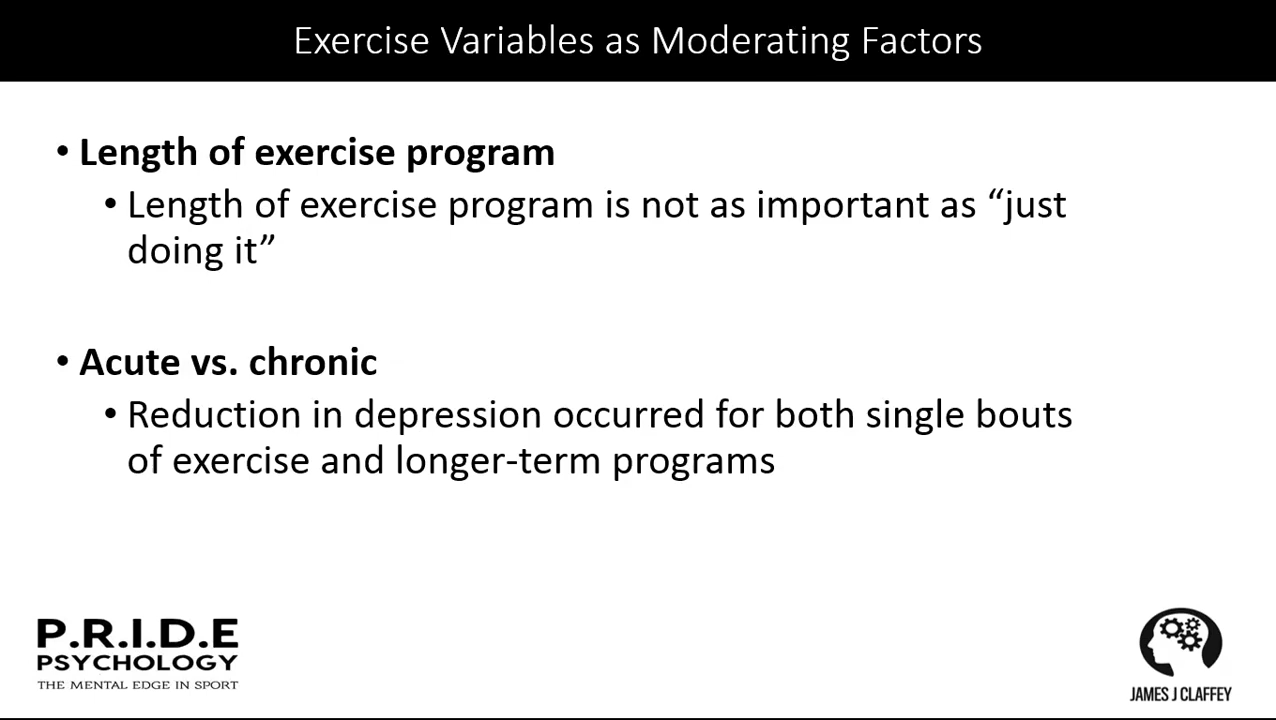 Exercise Variables as Moderating Factors
• Length of exercise program
• Length of exercise program is not as important as “just
doing it”
• Acute vs. chronic
• Reduction in depression occurred for both single bouts
of exercise and longer-term programs
P.R.I.D.E
PSYCHOLOGY
THE MENTAL EDGE IN SPORT
JAMES J CLAFFEY